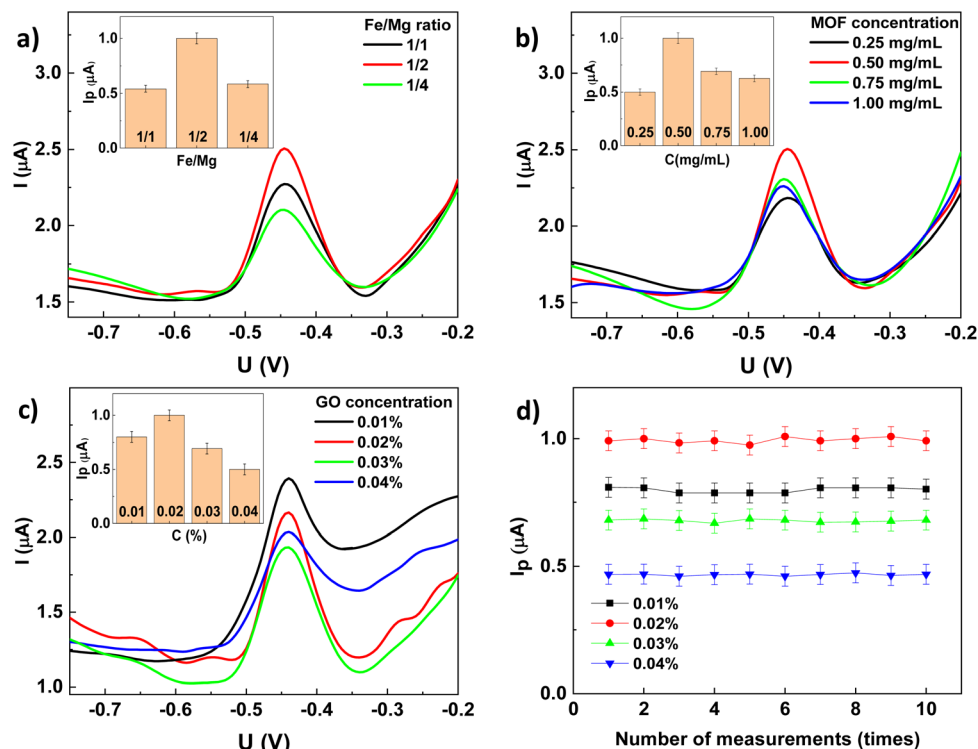 a)
Fe/Mg ratio
1/1
1/2
1/4
I (μA)
3.0
2.5
2.0
1.5
-0.7 -0.6 -0.5 -0.4 -0.3 -0.2
U (V)
Ip (μA)
1.0
0.5
0.0
1/1 1/2 1/4
Fe/Mg
b)
MOF concentration
0.25 mg/mL
0.50 mg/mL
0.75 mg/mL
1.00 mg/mL
I (μA)
3.0
2.5
2.0
1.5
-0.7 -0.6 -0.5 -0.4 -0.3 -0.2
U (V)
Ip (μA)
1.0
0.5
0.0
0.25 0.50 0.75 1.00
C(mg/mL)
c)
GO concentration
0.01%
0.02%
0.03%
0.04%
I (μA)
2.5
2.0
1.5
1.0
-0.7 -0.6 -0.5 -0.4 -0.3 -0.2
U (V)
Ip (μA)
1.0
0.5
0.0
0.01 0.02 0.03 0.04
C (%)
d)
Ip (μA)
1.0
0.5
0.0
0.01%
0.02%
0.03%
0.04%
0 2 4 6 8 10
Number of measurements (times)